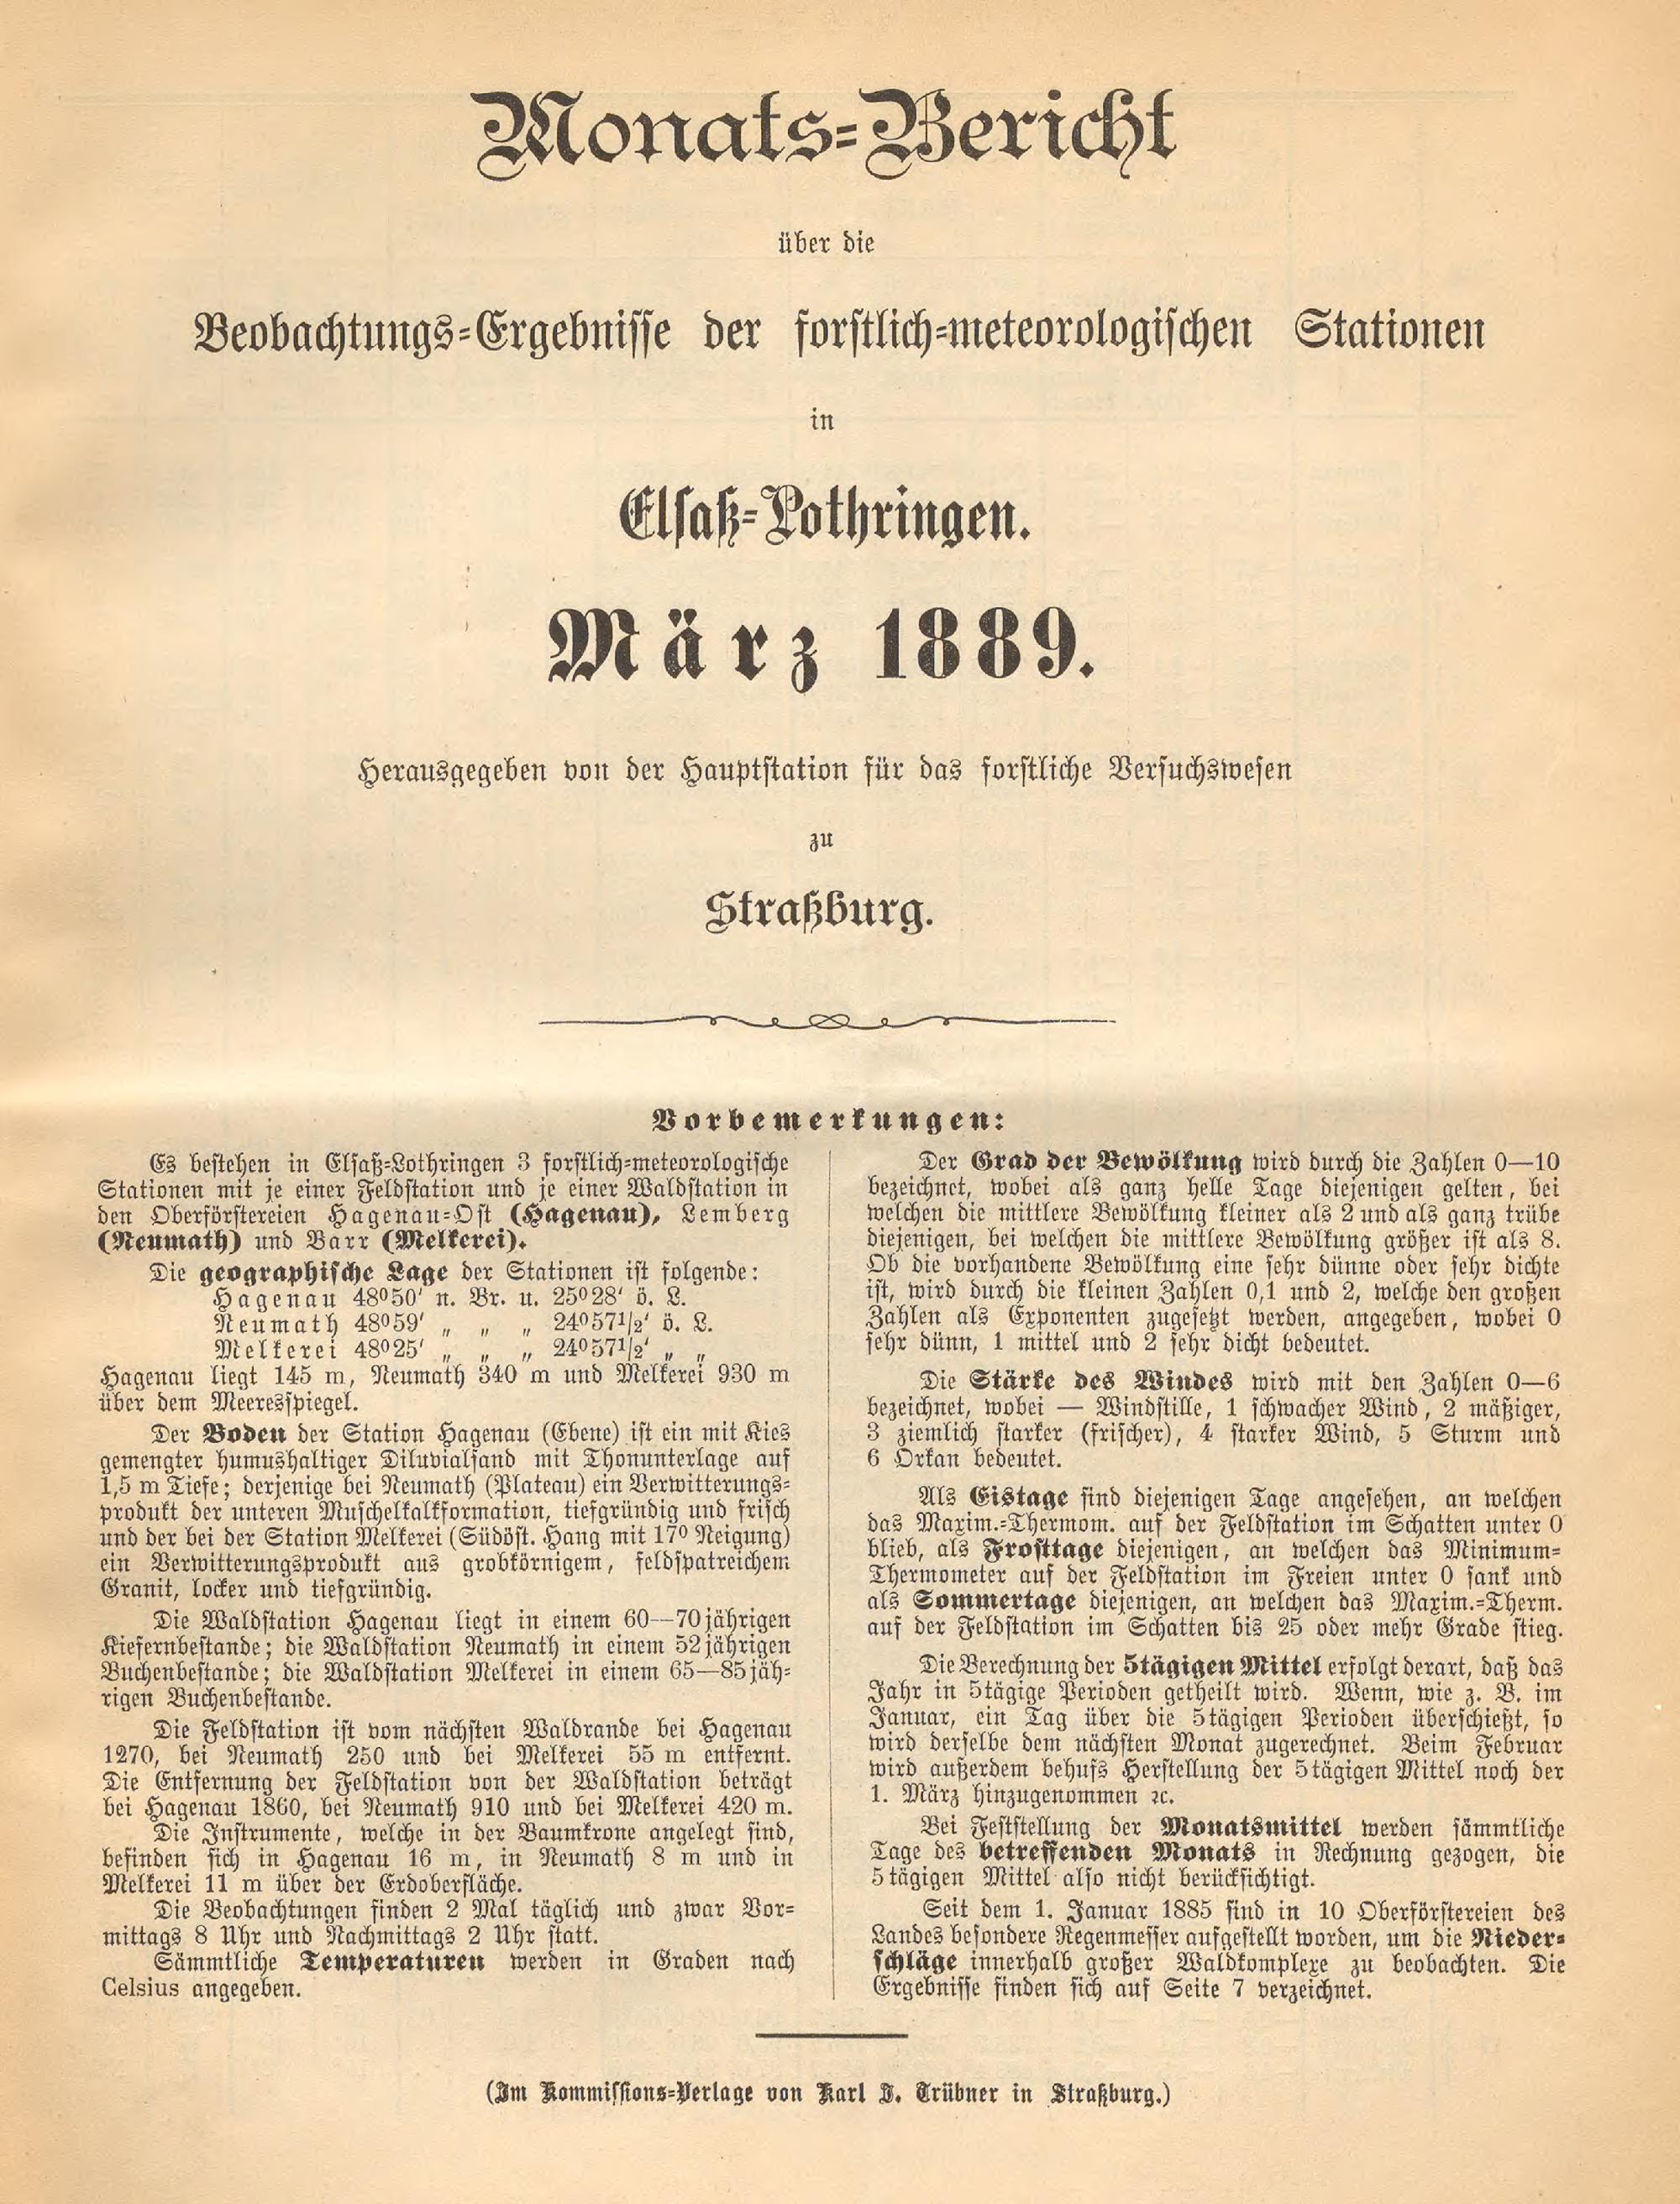 Monats-Bericht
über die
Beobachtungs-Ergebnisse der forstlich-meteorologischen Stationen
in
Elsaß-Lothringen.
März 1889.
Herausgegeben von der Hauptstation für das forstliche Versuchswesen
zu
Straßburg.
Vorbemerkungen:
Es bestehen in Elsaß-Lothringen 3 forstlich-meteorologische
Stationen mit je einer Feldstation und je einer Waldstation in
den Oberförstereien Hagenau-Ost (Hagenau), Lemberg
(Neumath) und Barr (Melkerei).
Die geographische Lage der Stationen ist folgende:
Hagenau 48⁰50' n. Br. u. 25⁰28' ö. L.
Neumath 48⁰59' „ „ „ 24⁰57¹/₂' ö. L.
Melkerei 48⁰25' „ „ „ 24⁰57¹/₂' „ „
Hagenau liegt 145 m, Neumath 340 m und Melkerei 930 m
über dem Meeresspiegel.
Der Boden der Station Hagenau (Ebene) ist ein mit Kies
gemengter humushaltiger Diluvialsand mit Thonunterlage auf
1,5 m Tiefe; derjenige bei Neumath (Plateau) ein Verwitterungs-
produkt der unteren Muschelkalkformation, tiefgründig und frisch
und der bei der Station Melkerei (Südöst. Hang mit 17⁰ Neigung)
ein Verwitterungsprodukt aus grobkörnigem, feldspatreichem
Granit, locker und tiefgründig.
Die Waldstation Hagenau liegt in einem 60—70jährigen
Kiefernbestande; die Waldstation Neumath in einem 52jährigen
Buchenbestande; die Waldstation Melkerei in einem 65—85jäh-
rigen Buchenbestande.
Die Feldstation ist vom nächsten Waldrande bei Hagenau
1270, bei Neumath 250 und bei Melkerei 55 m entfernt.
Die Entfernung der Feldstation von der Waldstation beträgt
bei Hagenau 1860, bei Neumath 910 und bei Melkerei 420 m.
Die Instrumente, welche in der Baumkrone angelegt sind,
befinden sich in Hagenau 16 m, in Neumath 8 m und in
Melkerei 11 m über der Erdoberfläche.
Die Beobachtungen finden 2 Mal täglich und zwar Vor-
mittags 8 Uhr und Nachmittags 2 Uhr statt.
Sämmtliche Temperaturen werden in Graden nach
Celsius angegeben.
Der Grad der Bewölkung wird durch die Zahlen 0—10
bezeichnet, wobei als ganz helle Tage diejenigen gelten, bei
welchen die mittlere Bewölkung kleiner als 2 und als ganz trübe
diejenigen, bei welchen die mittlere Bewölkung größer ist als 8.
Ob die vorhandene Bewölkung eine sehr dünne oder sehr dichte
ist, wird durch die kleinen Zahlen 0,1 und 2, welche den großen
Zahlen als Exponenten zugesetzt werden, angegeben, wobei 0
sehr dünn, 1 mittel und 2 sehr dicht bedeutet.
Die Stärke des Windes wird mit den Zahlen 0—6
bezeichnet, wobei — Windstille, 1 schwacher Wind, 2 mäßiger,
3 ziemlich starker (frischer), 4 starker Wind, 5 Sturm und
6 Orkan bedeutet.
Als Eistage sind diejenigen Tage angesehen, an welchen
das Maxim.-Thermom. auf der Feldstation im Schatten unter 0
blieb, als Frosttage diejenigen, an welchen das Minimum-
Thermometer auf der Feldstation im Freien unter 0 sank und
als Sommertage diejenigen, an welchen das Maxim.-Therm.
auf der Feldstation im Schatten bis 25 oder mehr Grade stieg.
Die Berechnung der 5tägigen Mittel erfolgt derart, daß das
Jahr in 5tägige Perioden getheilt wird. Wenn, wie z. B. im
Januar, ein Tag über die 5tägigen Perioden überschießt, so
wird derselbe dem nächsten Monat zugerechnet. Beim Februar
wird außerdem behufs Herstellung der 5tägigen Mittel noch der
1. März hinzugenommen ꝛc.
Bei Feststellung der Monatsmittel werden sämmtliche
Tage des betreffenden Monats in Rechnung gezogen, die
5tägigen Mittel also nicht berücksichtigt.
Seit dem 1. Januar 1885 sind in 10 Oberförstereien des
Landes besondere Regenmesser aufgestellt worden, um die Nieder-
schläge innerhalb großer Waldkomplexe zu beobachten. Die
Ergebnisse finden sich auf Seite 7 verzeichnet.
(Im Kommissions-Verlage von Karl J. Trübner in Straßburg.)